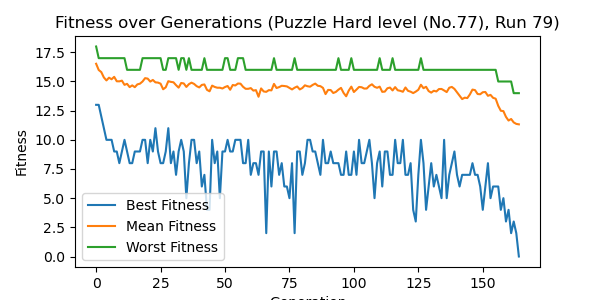 Fitness over Generations (Puzzle Hard level (No.77), Run 79)
Fitness
17.5
15.0
12.5
10.0
7.5
5.0
2.5
0.0
Best Fitness
Mean Fitness
Worst Fitness
0
25
50
75
100
125
150
Generation